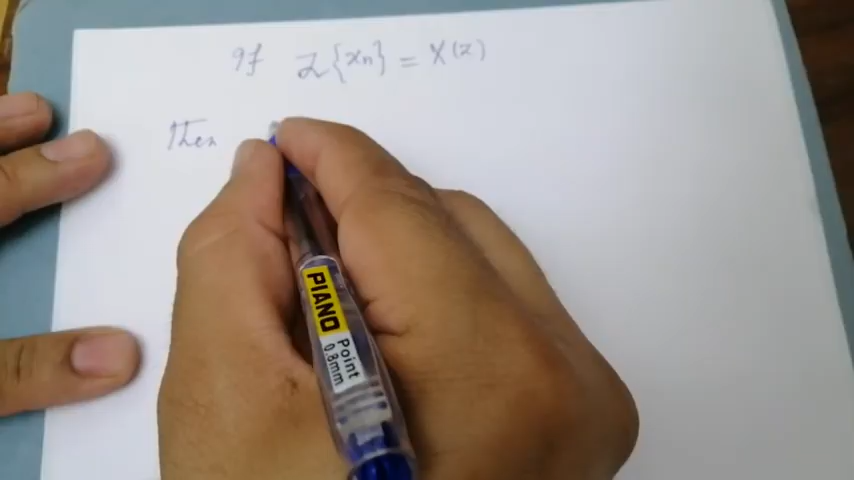 If Z{xn} = X(z)
then
PIANO
Point
0.8mm